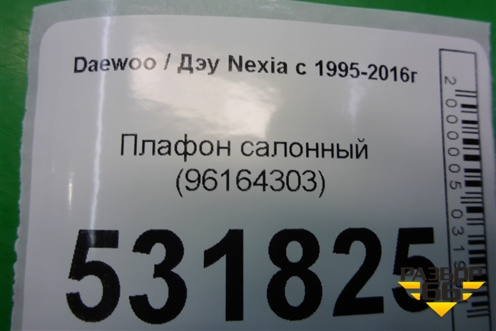 Daewoo / Дэу Nexia с 1995-2016г
Плафон салонный
(96164303)
531825